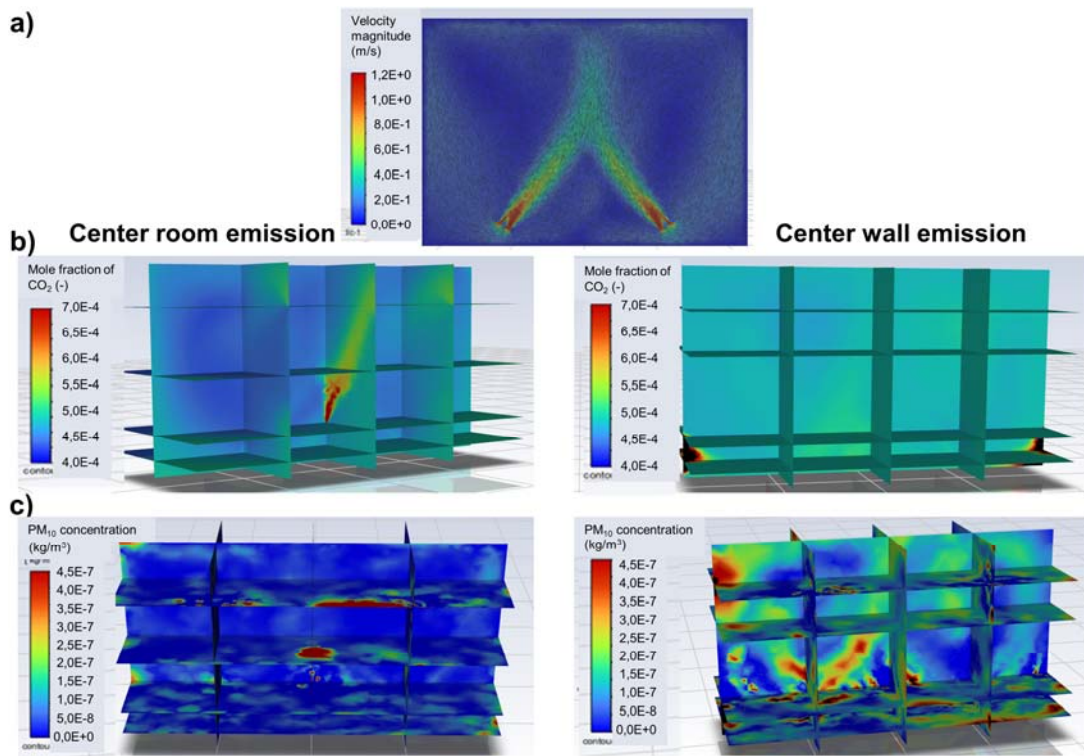 a)
Velocity
magnitude
(m/s)
1,2E+0
1,0E+0
8,0E-1
6,0E-1
4,0E-1
2,0E-1
0,0E+0
b)
Center room emission
Center wall emission
Mole fraction of
CO₂ (-)
7,0E-4
6,5E-4
6,0E-4
5,5E-4
5,0E-4
4,5E-4
4,0E-4
contou
Mole fraction of
CO₂ (-)
7,0E-4
6,5E-4
6,0E-4
5,5E-4
5,0E-4
4,5E-4
4,0E-4
contou
c)
PM₁₀ concentration
(kg/m³)
4,5E-7
4,0E-7
3,5E-7
3,0E-7
2,5E-7
2,0E-7
1,5E-7
1,0E-7
5,0E-8
0,0E+0
contou
PM₁₀ concentration
(kg/m³)
4,5E-7
4,0E-7
3,5E-7
3,0E-7
2,5E-7
2,0E-7
1,5E-7
1,0E-7
5,0E-8
0,0E+0
contou